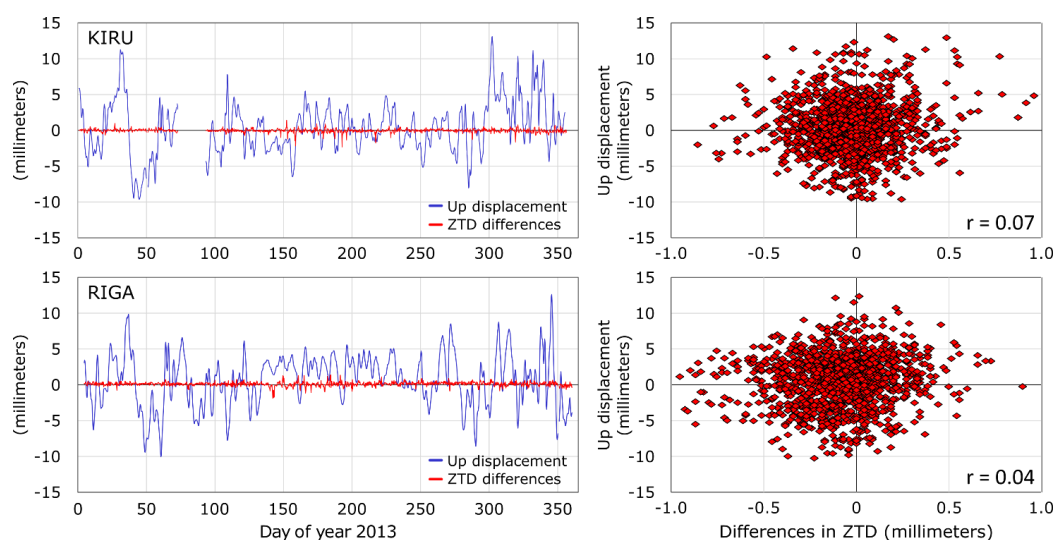 KIRU
(millimeters)
15
10
5
0
-5
-10
-15
Up displacement
ZTD differences
0 50 100 150 200 250 300 350
Up displacement
(millimeters)
15
10
5
0
-5
-10
-15
r = 0.07
-1.0 -0.5 0 0.5 1.0
RIGA
(millimeters)
15
10
5
0
-5
-10
-15
Up displacement
ZTD differences
0 50 100 150 200 250 300 350
Day of year 2013
Up displacement
(millimeters)
15
10
5
0
-5
-10
-15
r = 0.04
-1.0 -0.5 0 0.5 1.0
Differences in ZTD (millimeters)